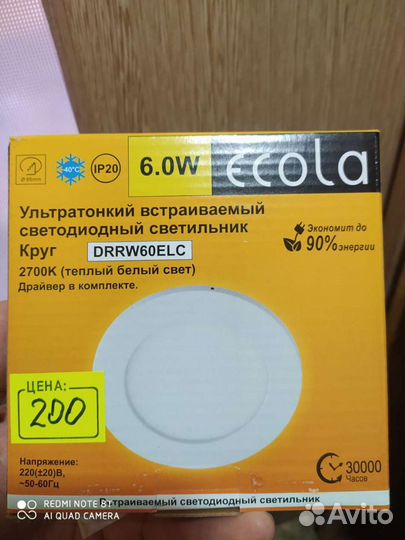 -40°C
IP20
6.0W
ecola
Ультратонкий встраиваемый
светодиодный светильник
Круг DRRW60ELC
2700K (теплый белый свет)
Драйвер в комплекте.
Экономит до
90% энергии
ЦЕНА:
200
Напряжение:
220(±20)В,
~50-60Гц
30000
Часов
Встраиваемый светодиодный светильник
REDMI NOTE 8T
AI QUAD CAMERA
Avito